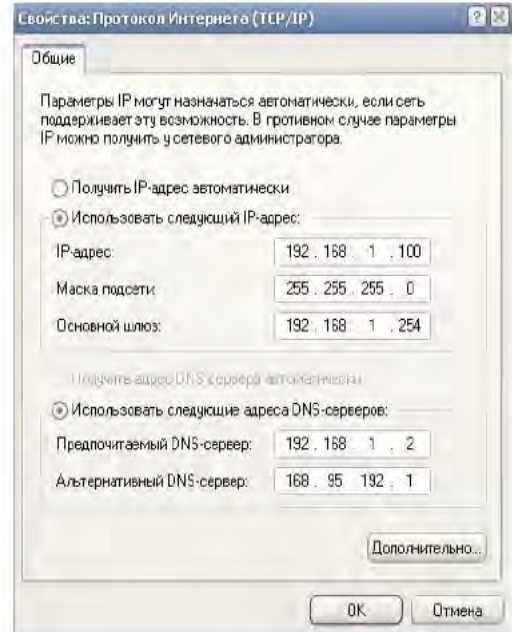 Свойства: Протокол Интернета (TCP/IP)
Общие
Параметры IP могут назначаться автоматически, если сеть
поддерживает эту возможность. В противном случае параметры
IP можно получить у сетевого администратора.
Получить IP-адрес автоматически
Использовать следующий IP-адрес:
IP-адрес: 192 . 168 . 1 . 100
Маска подсети: 255 . 255 . 255 . 0
Основной шлюз: 192 . 168 . 1 . 254
Получить адрес DNS-сервера автоматически
Использовать следующие адреса DNS-серверов:
Предпочитаемый DNS-сервер: 192 . 168 . 1 . 2
Альтернативный DNS-сервер: 168 . 95 . 192 . 1
Дополнительно...
OK Отмена